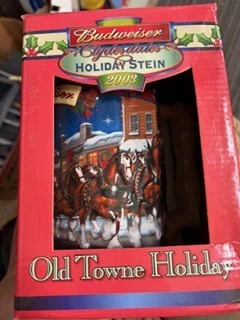 Budweiser
Clydesdales
HOLIDAY STEIN
2003
Old Towne Holiday